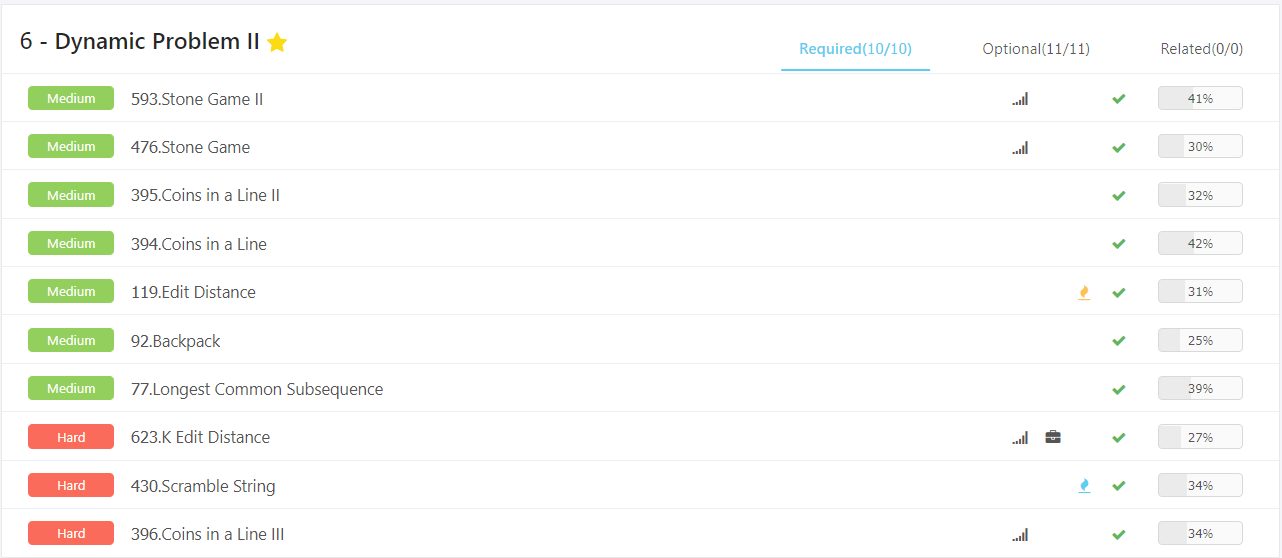 6 - Dynamic Problem II
Required(10/10) Optional(11/11) Related(0/0)
Medium 593.Stone Game II 41%
Medium 476.Stone Game 30%
Medium 395.Coins in a Line II 32%
Medium 394.Coins in a Line 42%
Medium 119.Edit Distance 31%
Medium 92.Backpack 25%
Medium 77.Longest Common Subsequence 39%
Hard 623.K Edit Distance 27%
Hard 430.Scramble String 34%
Hard 396.Coins in a Line III 34%